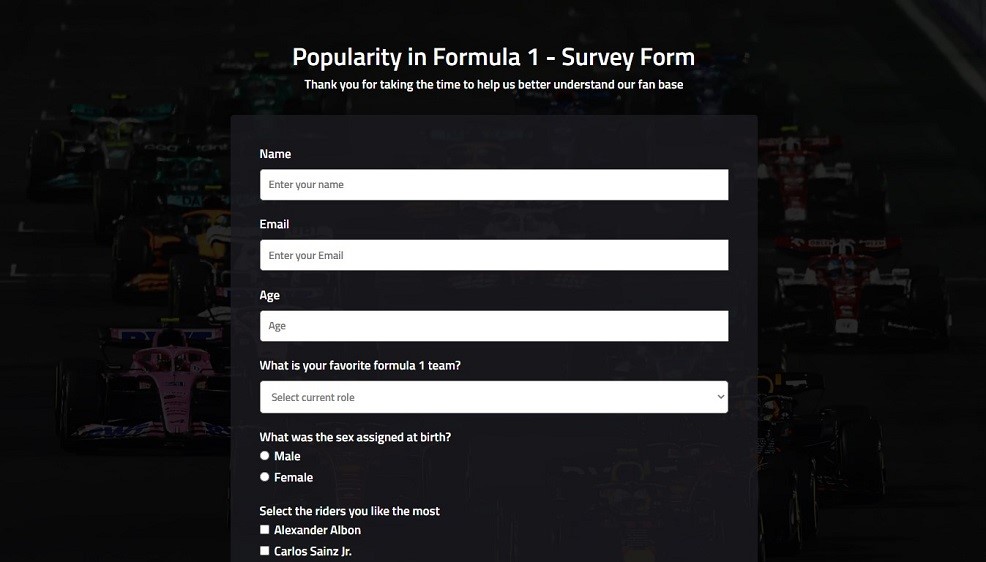 Popularity in Formula 1 - Survey Form
Thank you for taking the time to help us better understand our fan base
Name
Enter your name
Email
Enter your Email
Age
Age
What is your favorite formula 1 team?
Select current role
What was the sex assigned at birth?
Male
Female
Select the riders you like the most
Alexander Albon
Carlos Sainz Jr.